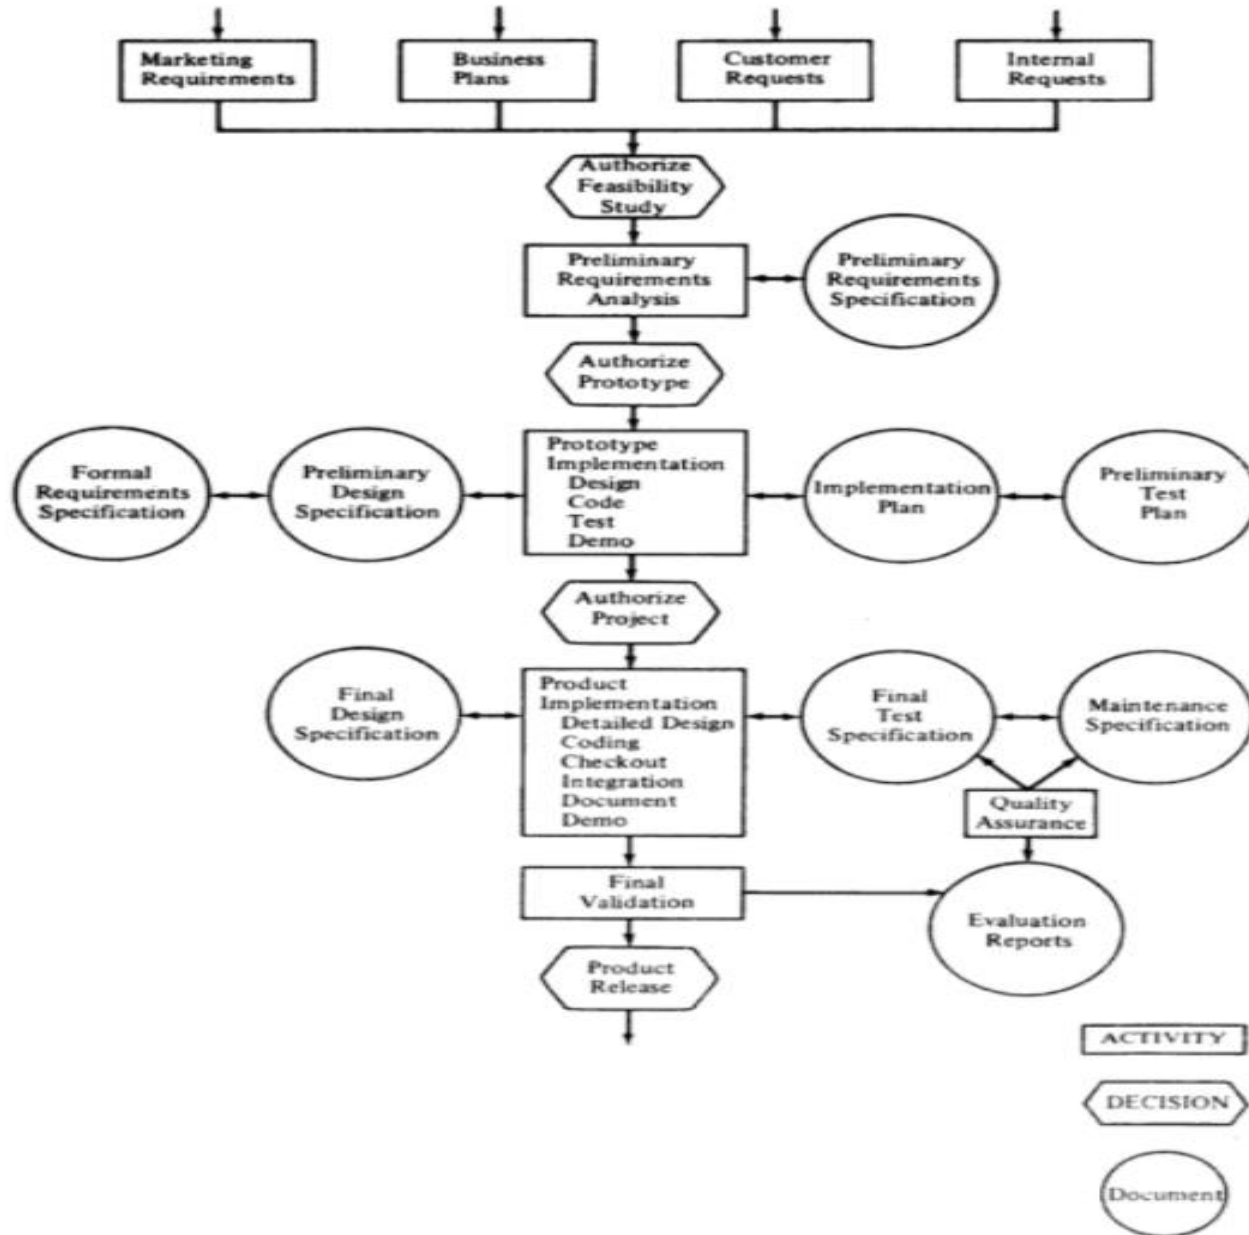 Marketing
Requirements
Business
Plans
Customer
Requests
Internal
Requests
Authorize
Feasibility
Study
Preliminary
Requirements
Analysis
Preliminary
Requirements
Specification
Authorize
Prototype
Formal
Requirements
Specification
Preliminary
Design
Specification
Prototype
Implementation
Design
Code
Test
Demo
Implementation
Plan
Preliminary
Test
Plan
Authorize
Project
Final
Design
Specification
Product
Implementation
Detailed Design
Coding
Checkout
Integration
Document
Demo
Final
Test
Specification
Maintenance
Specification
Quality
Assurance
Final
Validation
Evaluation
Reports
Product
Release
ACTIVITY
DECISION
Document